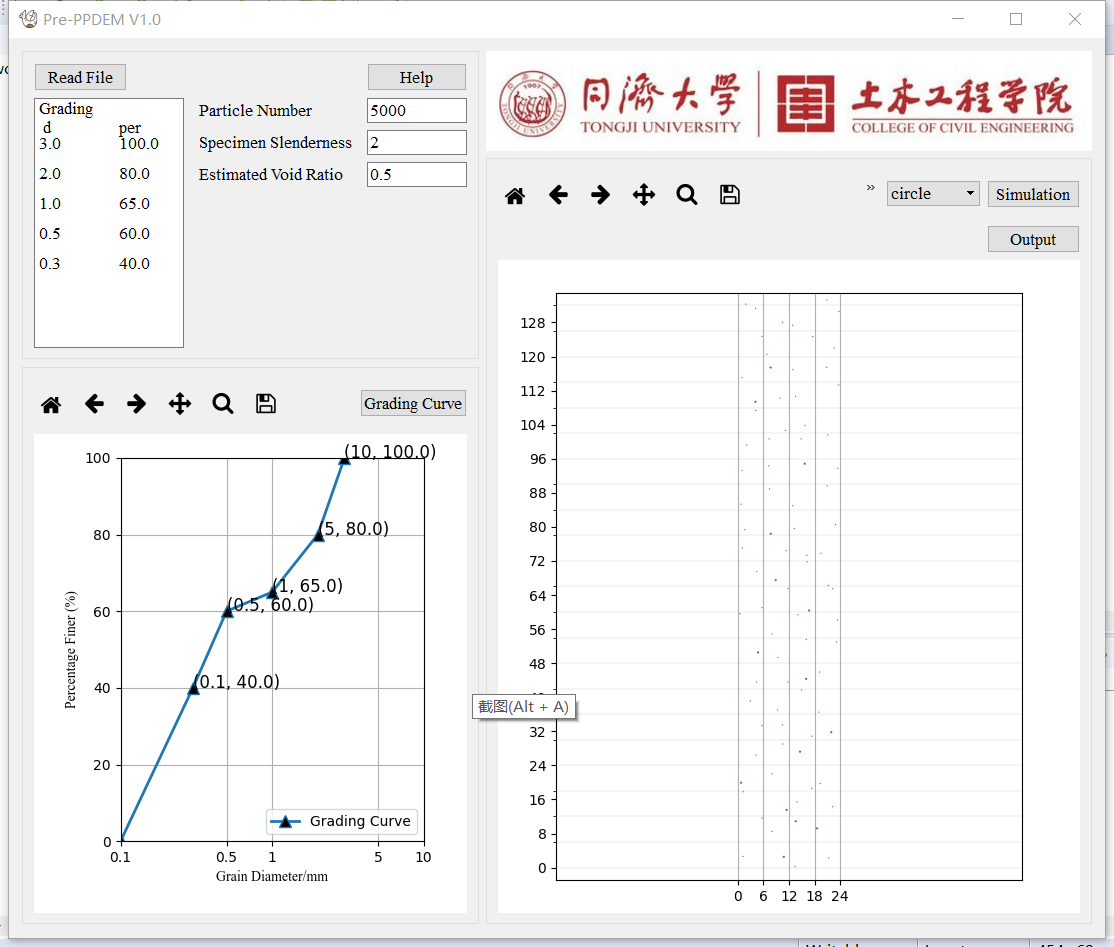 Pre-PPDEM V1.0
Read File
Help
Grading
d per
3.0 100.0
2.0 80.0
1.0 65.0
0.5 60.0
0.3 40.0
Particle Number 5000
Specimen Slenderness 2
Estimated Void Ratio 0.5
1907
同济大学
TONGJI UNIVERSITY
土木工程学院
COLLEGE OF CIVIL ENGINEERING
» circle Simulation
Output
Grading Curve
100
80
60
40
20
0
Percentage Finer (%)
(10, 100.0)
(5, 80.0)
(1, 65.0)
(0.5, 60.0)
(0.1, 40.0)
Grading Curve
0.1 0.5 1 5 10
Grain Diameter/mm
128
120
112
104
96
88
80
72
64
56
48
截图(Alt + A)
32
24
16
8
0
0 6 12 18 24